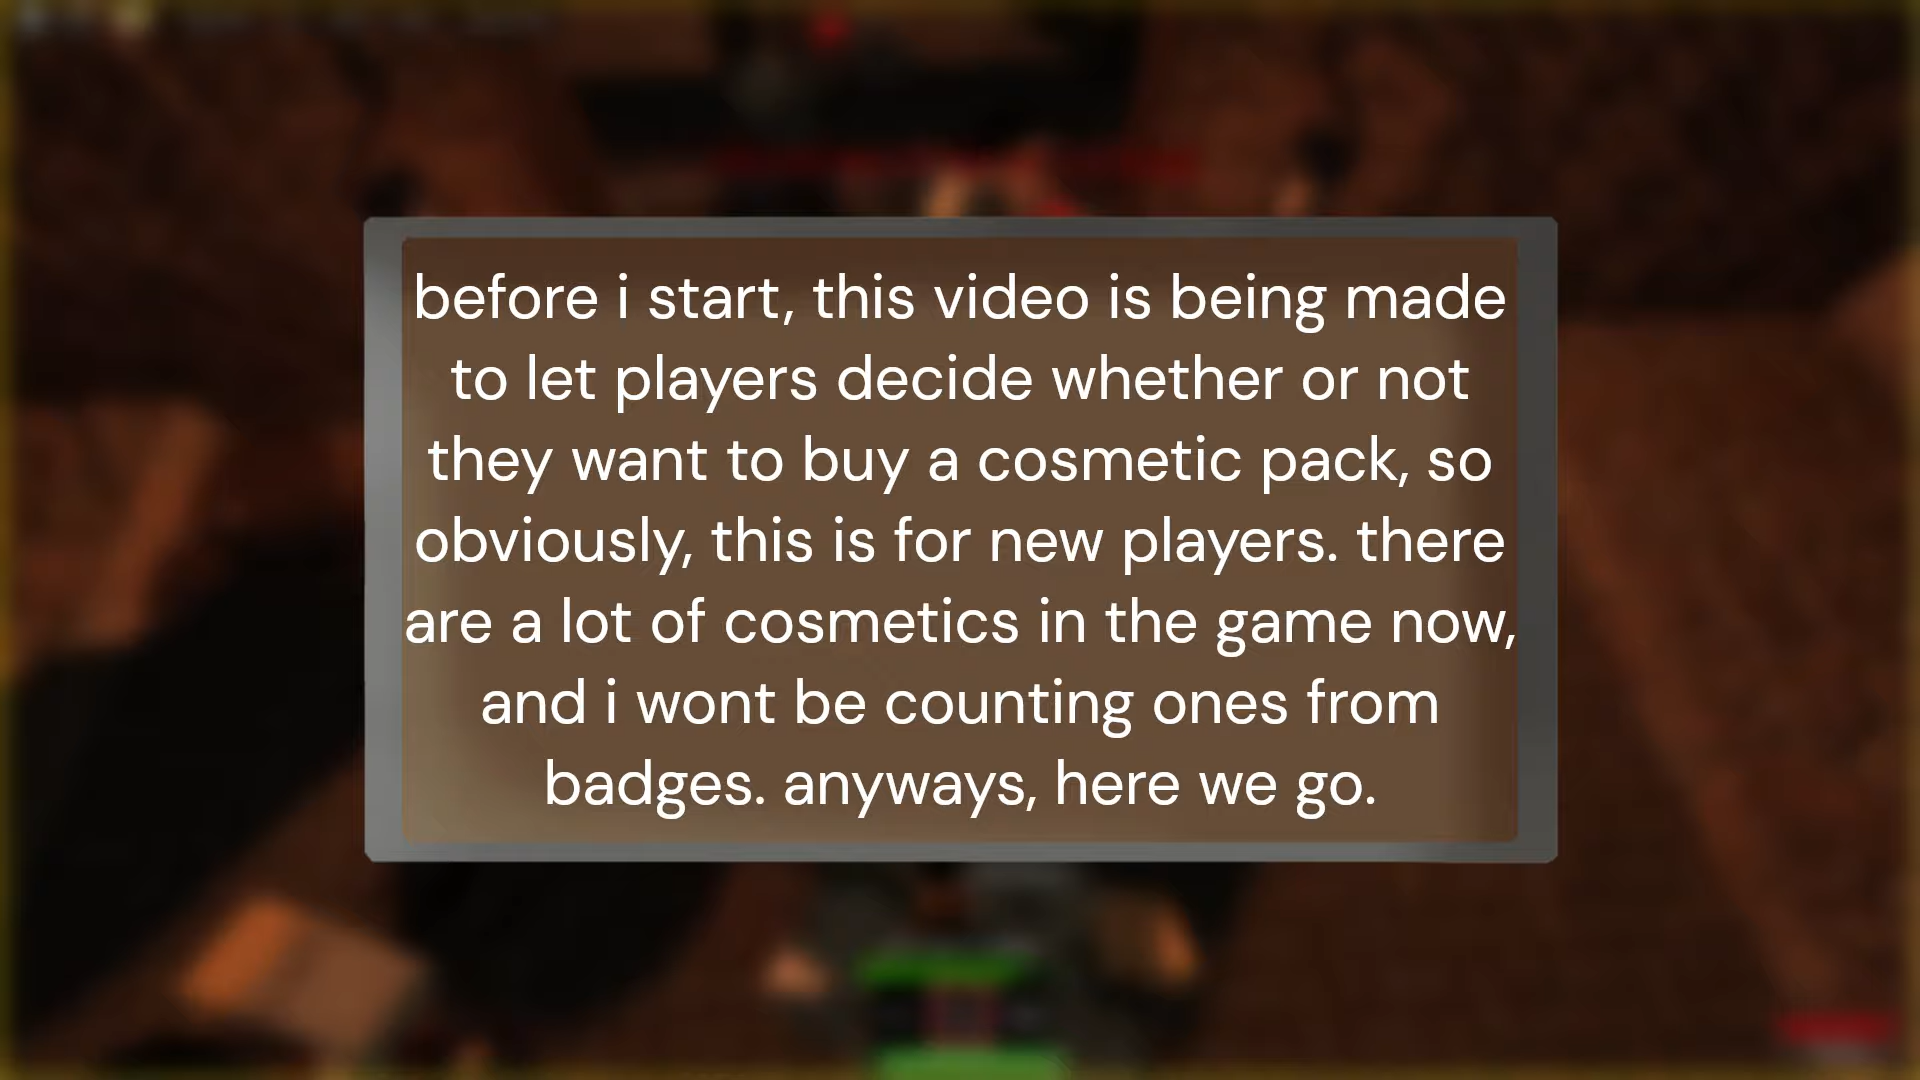 before i start, this video is being made
to let players decide whether or not
they want to buy a cosmetic pack, so
obviously, this is for new players. there
are a lot of cosmetics in the game now,
and i wont be counting ones from
badges. anyways, here we go.